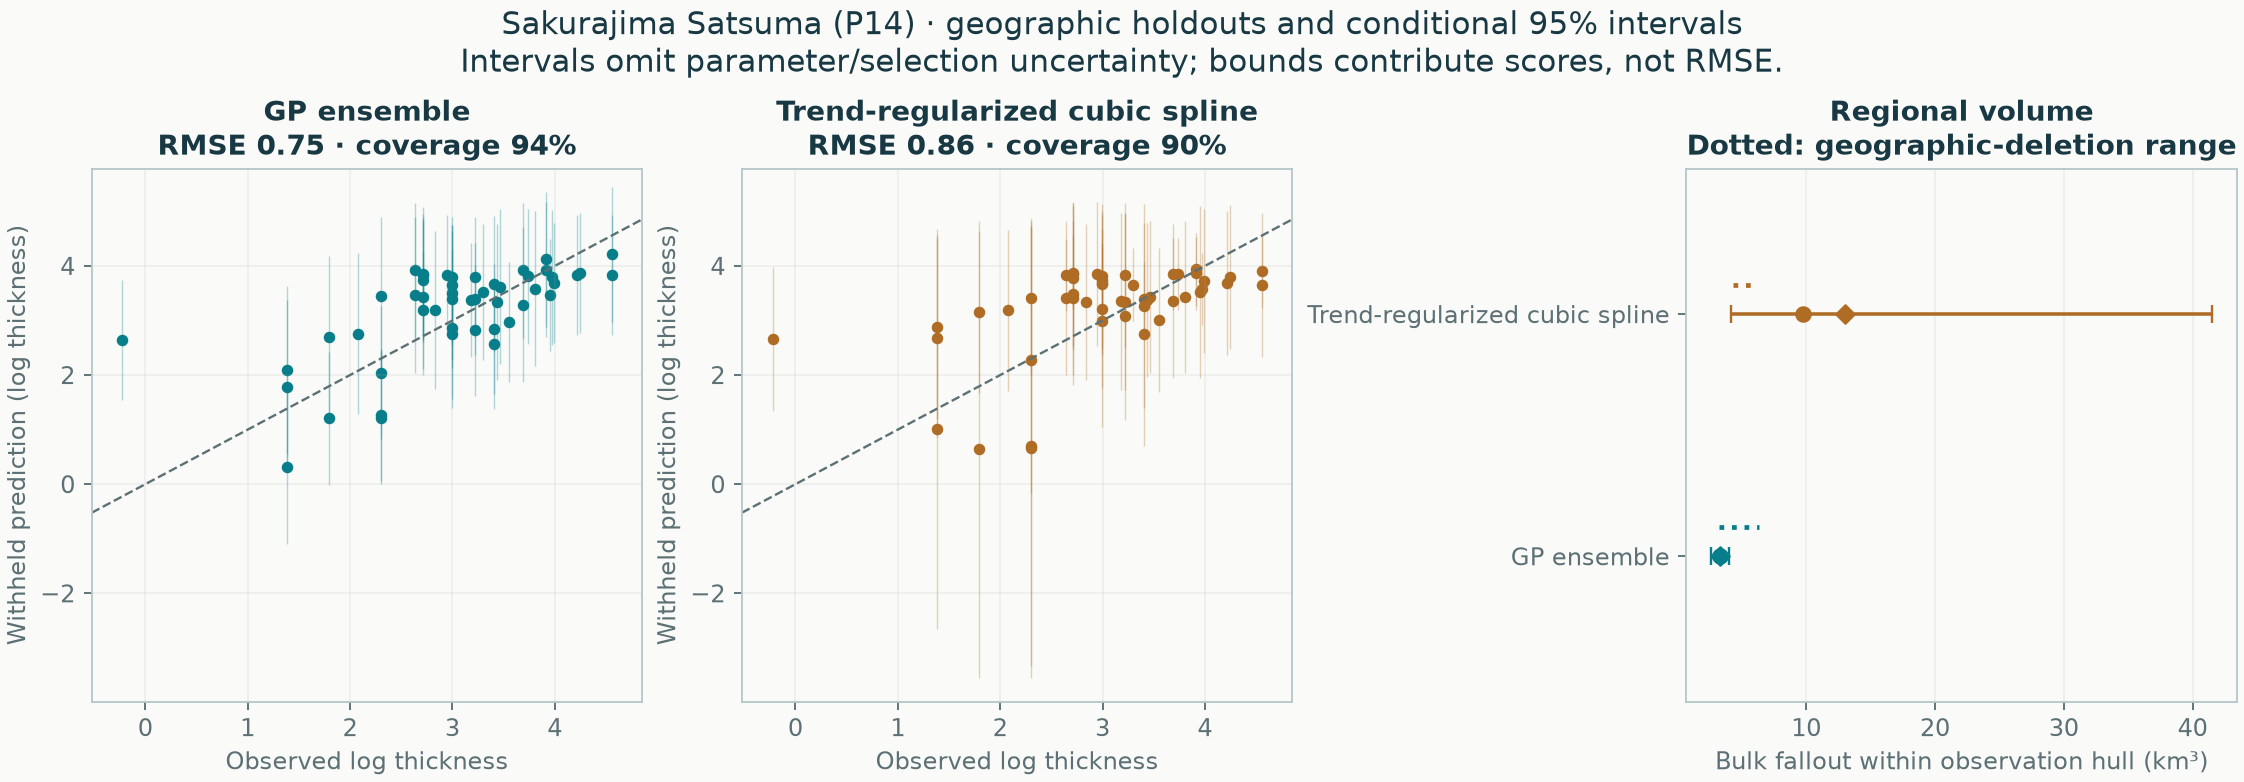 Sakurajima Satsuma (P14) · geographic holdouts and conditional 95% intervals
Intervals omit parameter/selection uncertainty; bounds contribute scores, not RMSE.
GP ensemble
RMSE 0.75 · coverage 94%
Withheld prediction (log thickness)
4
2
0
−2
0
1
2
3
4
Observed log thickness
Trend-regularized cubic spline
RMSE 0.86 · coverage 90%
Withheld prediction (log thickness)
4
2
0
−2
0
1
2
3
4
Observed log thickness
Regional volume
Dotted: geographic-deletion range
Trend-regularized cubic spline
GP ensemble
10
20
30
40
Bulk fallout within observation hull (km³)